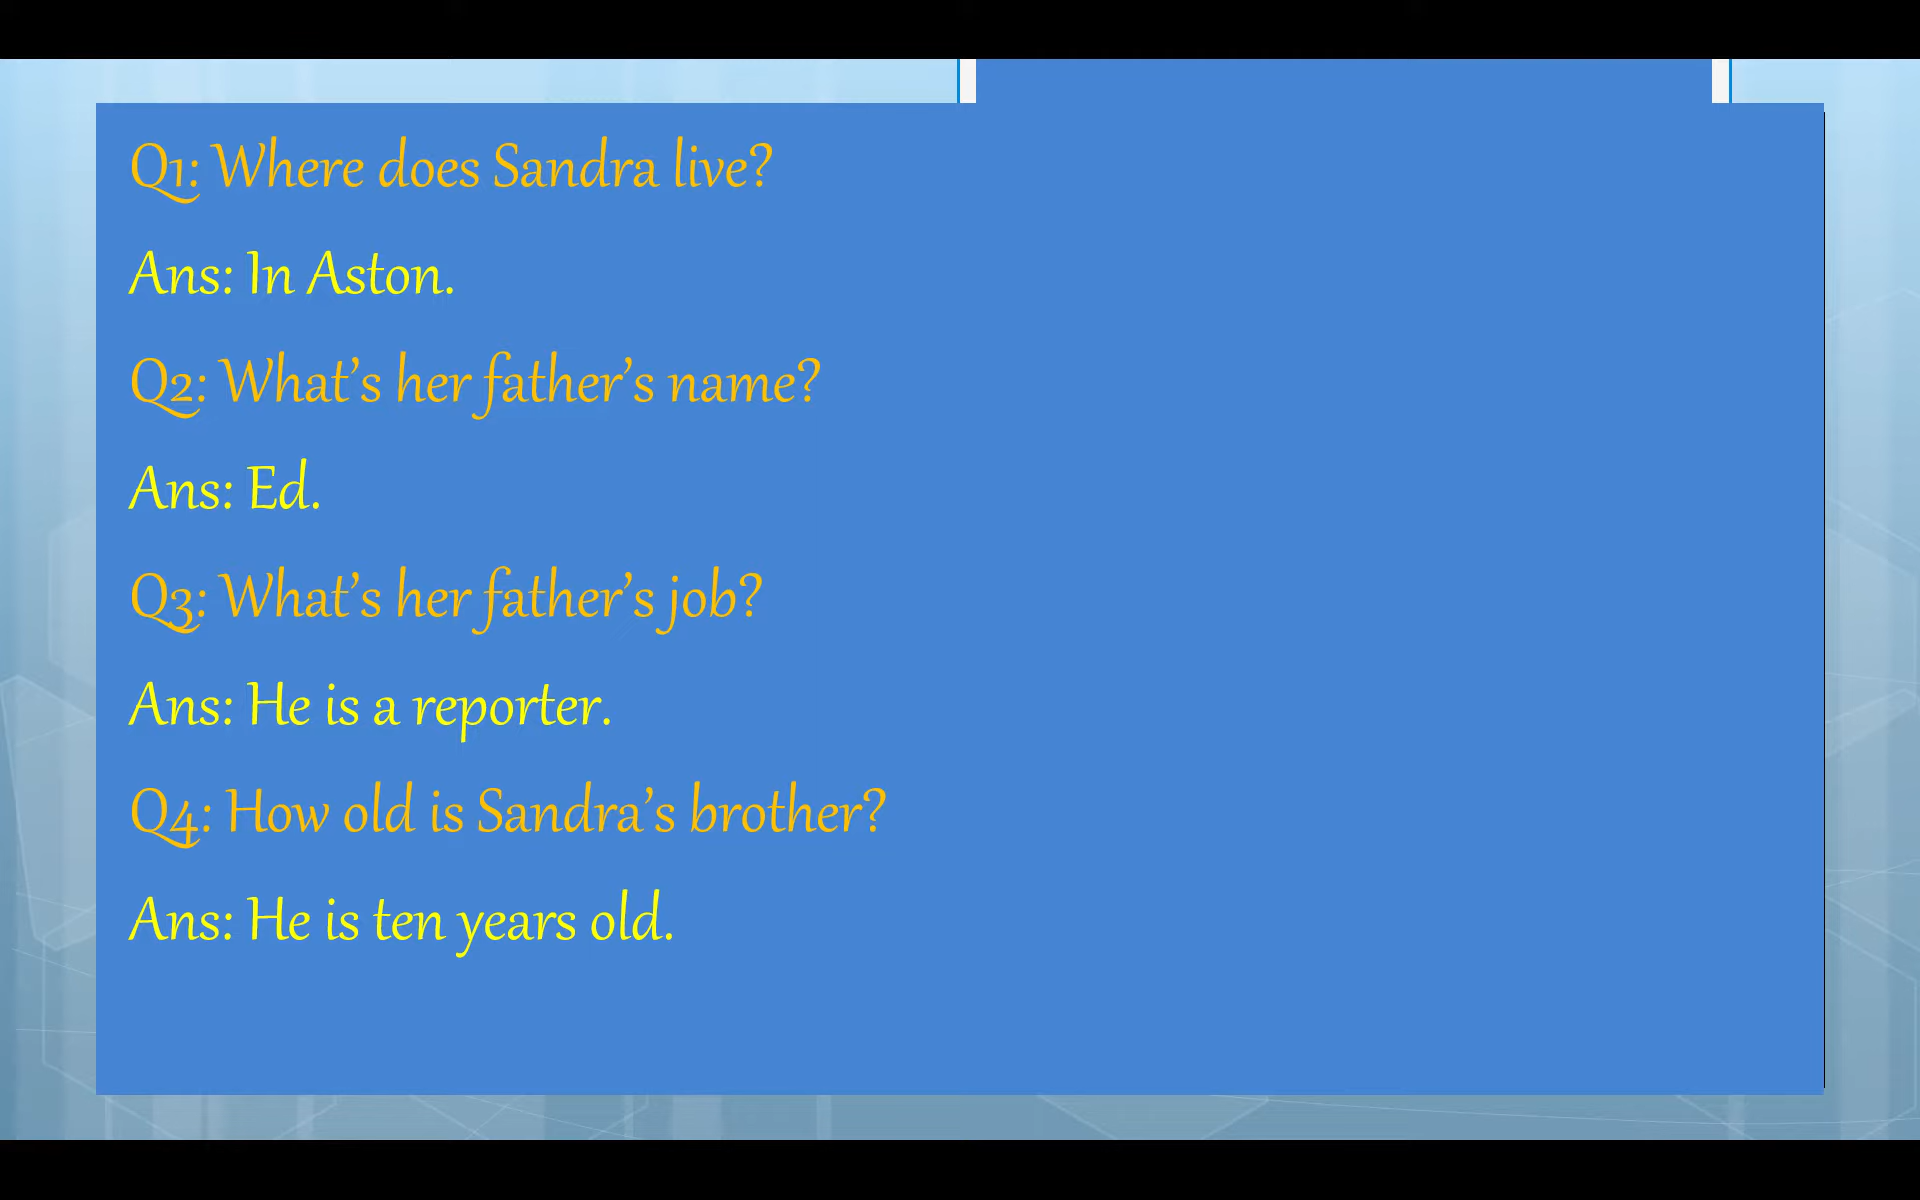 Q1: Where does Sandra live?
Ans: In Aston.
Q2: What’s her father’s name?
Ans: Ed.
Q3: What’s her father’s job?
Ans: He is a reporter.
Q4: How old is Sandra’s brother?
Ans: He is ten years old.